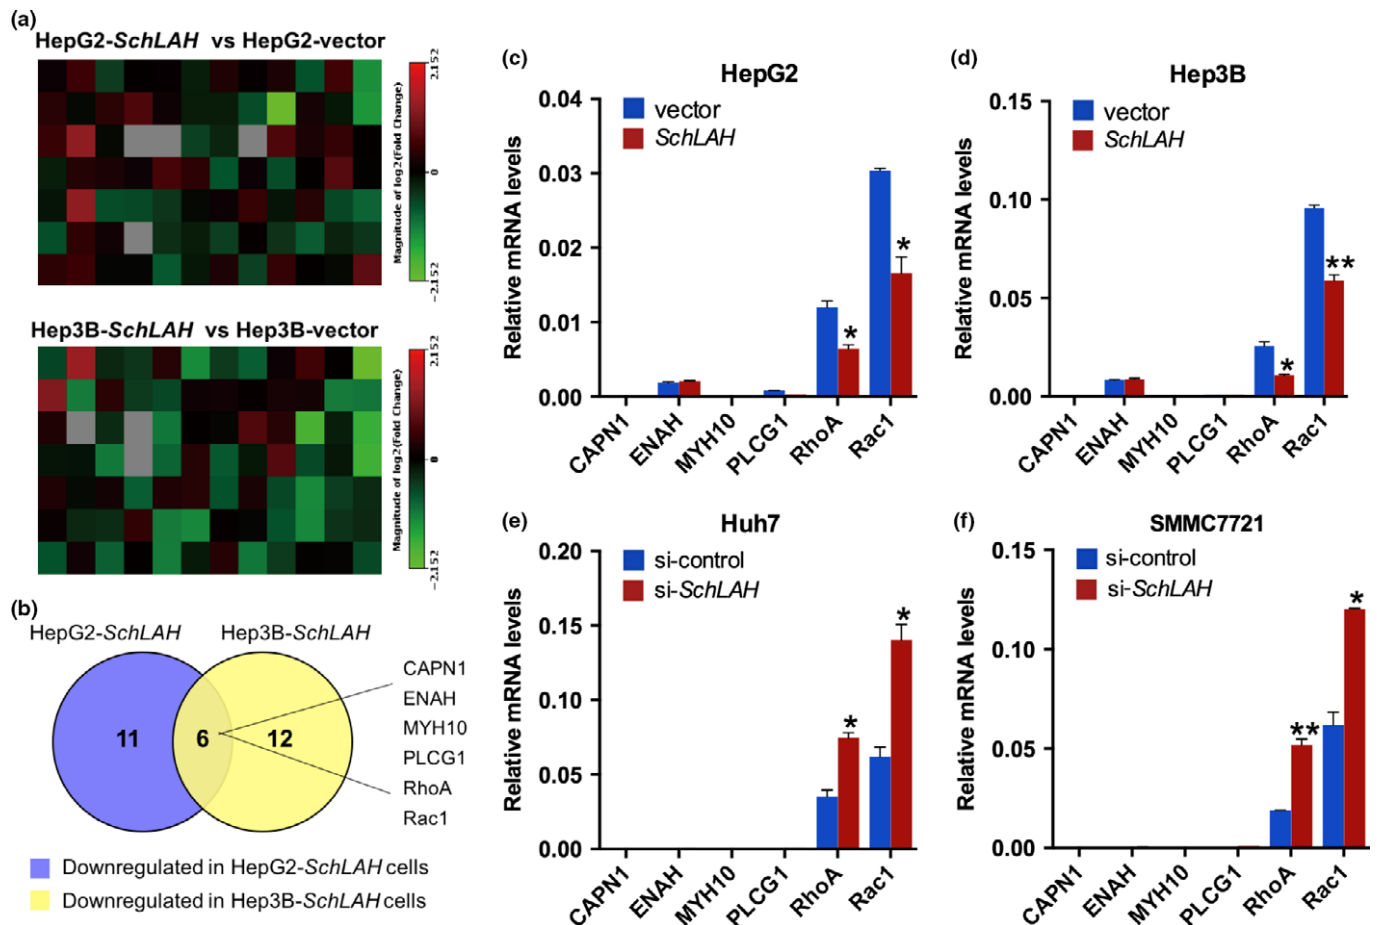 (a)
HepG2-SchLAH vs HepG2-vector
2.152
0
−2.152
Magnitude of log2(Fold Change)
Hep3B-SchLAH vs Hep3B-vector
2.152
0
−2.152
Magnitude of log2(Fold Change)
(b)
HepG2-SchLAH
Hep3B-SchLAH
11
6
12
CAPN1
ENAH
MYH10
PLCG1
RhoA
Rac1
Downregulated in HepG2-SchLAH cells
Downregulated in Hep3B-SchLAH cells
(c)
HepG2
vector
SchLAH
Relative mRNA levels
0.04
0.03
0.02
0.01
0.00
*
*
CAPN1
ENAH
MYH10
PLCG1
RhoA
Rac1
(d)
Hep3B
vector
SchLAH
Relative mRNA levels
0.15
0.10
0.05
0.00
*
**
CAPN1
ENAH
MYH10
PLCG1
RhoA
Rac1
(e)
Huh7
si-control
si-SchLAH
Relative mRNA levels
0.20
0.15
0.10
0.05
0.00
*
*
CAPN1
ENAH
MYH10
PLCG1
RhoA
Rac1
(f)
SMMC7721
si-control
si-SchLAH
Relative mRNA levels
0.15
0.10
0.05
0.00
**
*
CAPN1
ENAH
MYH10
PLCG1
RhoA
Rac1